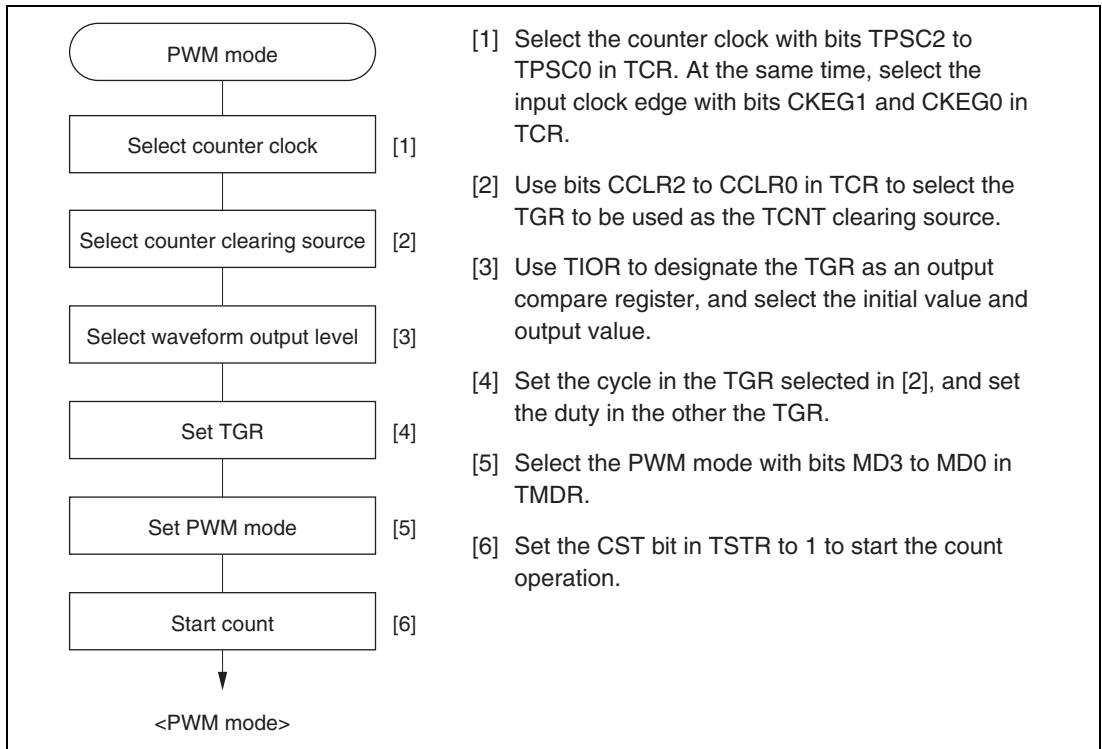 PWM mode
Select counter clock [1]
Select counter clearing source [2]
Select waveform output level [3]
Set TGR [4]
Set PWM mode [5]
Start count [6]
<PWM mode>
[1] Select the counter clock with bits TPSC2 to
TPSC0 in TCR. At the same time, select the
input clock edge with bits CKEG1 and CKEG0 in
TCR.
[2] Use bits CCLR2 to CCLR0 in TCR to select the
TGR to be used as the TCNT clearing source.
[3] Use TIOR to designate the TGR as an output
compare register, and select the initial value and
output value.
[4] Set the cycle in the TGR selected in [2], and set
the duty in the other the TGR.
[5] Select the PWM mode with bits MD3 to MD0 in
TMDR.
[6] Set the CST bit in TSTR to 1 to start the count
operation.